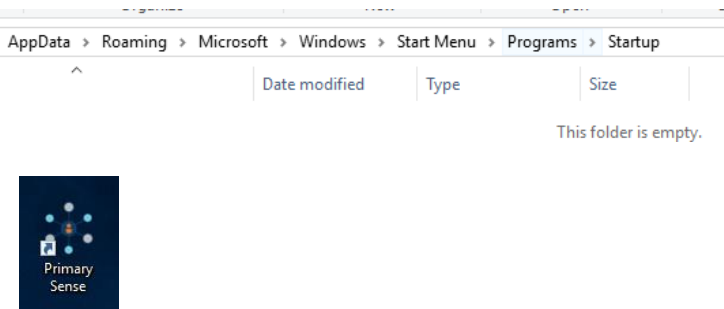 AppData > Roaming > Microsoft > Windows > Start Menu > Programs > Startup
Date modified Type Size
This folder is empty.
Primary
Sense